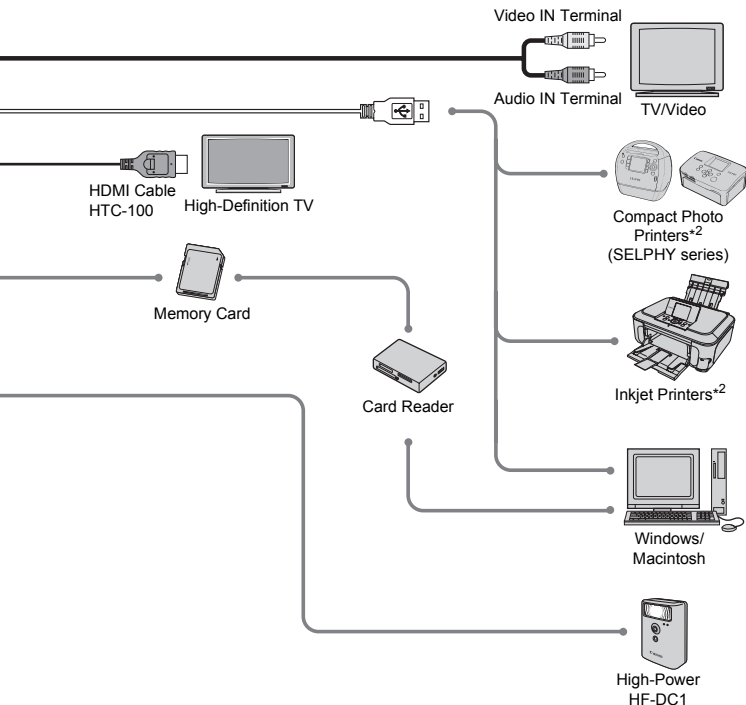 Video IN Terminal
Audio IN Terminal
TV/Video
HDMI Cable
HTC-100
High-Definition TV
Compact Photo
Printers*2
(SELPHY series)
Memory Card
Inkjet Printers*2
Card Reader
Windows/
Macintosh
Canon
High-Power
HF-DC1